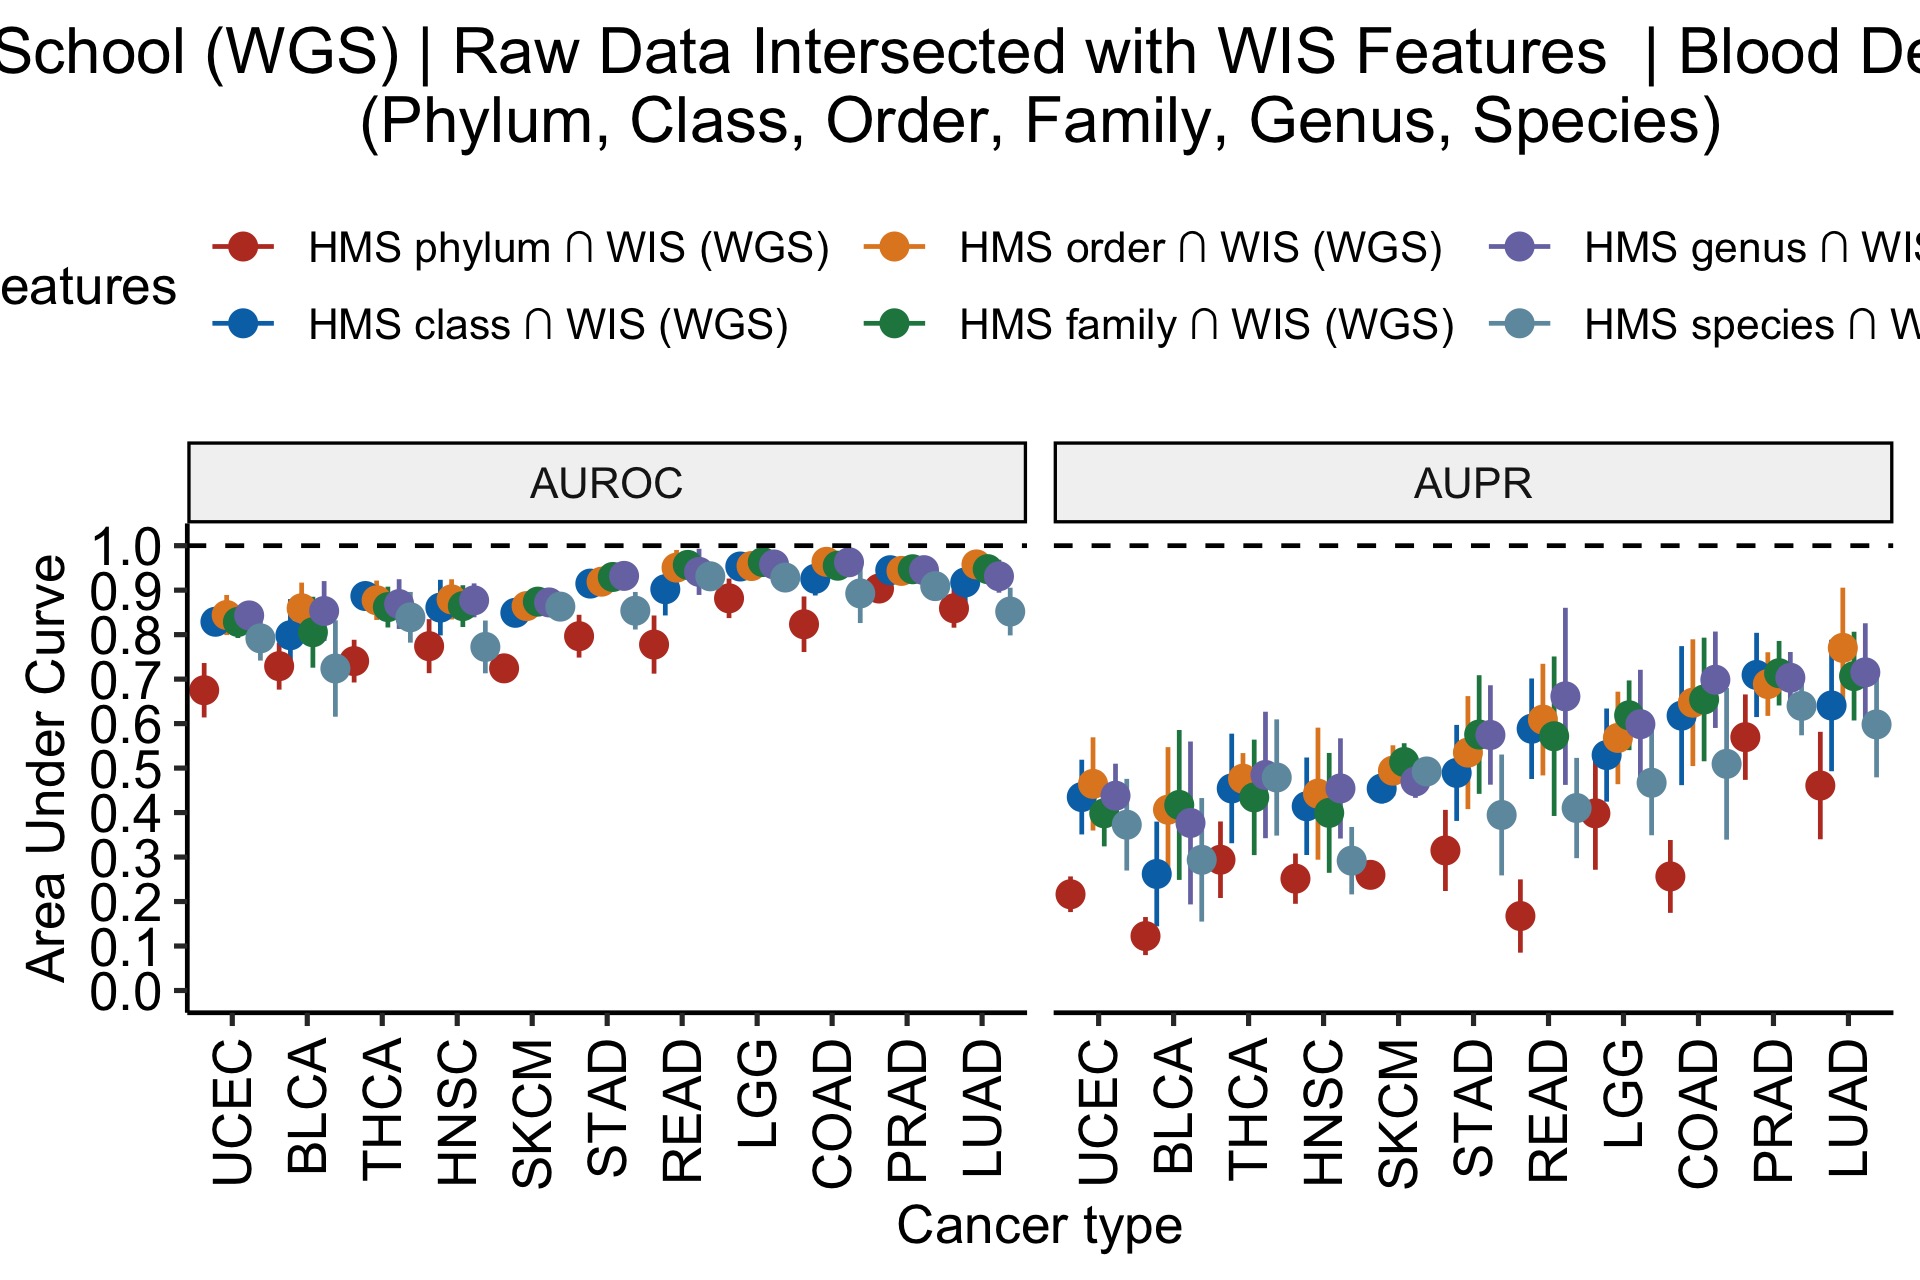 School (WGS) | Raw Data Intersected with WIS Features | Blood De
(Phylum, Class, Order, Family, Genus, Species)
HMS phylum ∩ WIS (WGS) HMS order ∩ WIS (WGS) HMS genus ∩ WIS
eatures
HMS class ∩ WIS (WGS) HMS family ∩ WIS (WGS) HMS species ∩ W
AUROC AUPR
Area Under Curve
1.0
0.9
0.8
0.7
0.6
0.5
0.4
0.3
0.2
0.1
0.0
UCEC BLCA THCA HNSC SKCM STAD READ LGG COAD PRAD LUAD UCEC BLCA THCA HNSC SKCM STAD READ LGG COAD PRAD LUAD
Cancer type